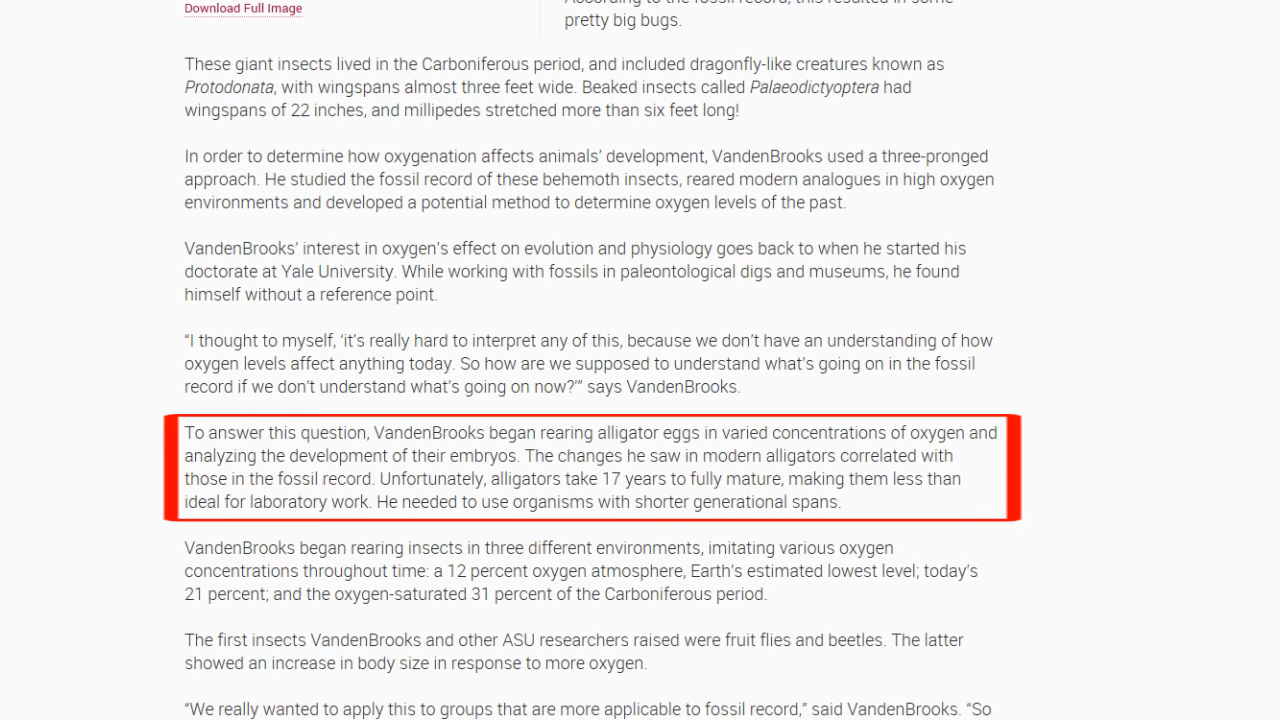 Download Full Image
According to the fossil record, this resulted in some
pretty big bugs.
These giant insects lived in the Carboniferous period, and included dragonfly-like creatures known as
Protodonata, with wingspans almost three feet wide. Beaked insects called Palaeodictyoptera had
wingspans of 22 inches, and millipedes stretched more than six feet long!
In order to determine how oxygenation affects animals’ development, VandenBrooks used a three-pronged
approach. He studied the fossil record of these behemoth insects, reared modern analogues in high oxygen
environments and developed a potential method to determine oxygen levels of the past.
VandenBrooks’ interest in oxygen’s effect on evolution and physiology goes back to when he started his
doctorate at Yale University. While working with fossils in paleontological digs and museums, he found
himself without a reference point.
“I thought to myself, ‘it’s really hard to interpret any of this, because we don’t have an understanding of how
oxygen levels affect anything today. So how are we supposed to understand what’s going on in the fossil
record if we don’t understand what’s going on now?’” says VandenBrooks.
To answer this question, VandenBrooks began rearing alligator eggs in varied concentrations of oxygen and
analyzing the development of their embryos. The changes he saw in modern alligators correlated with
those in the fossil record. Unfortunately, alligators take 17 years to fully mature, making them less than
ideal for laboratory work. He needed to use organisms with shorter generational spans.
VandenBrooks began rearing insects in three different environments, imitating various oxygen
concentrations throughout time: a 12 percent oxygen atmosphere, Earth’s estimated lowest level; today’s
21 percent; and the oxygen-saturated 31 percent of the Carboniferous period.
The first insects VandenBrooks and other ASU researchers raised were fruit flies and beetles. The latter
showed an increase in body size in response to more oxygen.
“We really wanted to apply this to groups that are more applicable to fossil record,” said VandenBrooks. “So